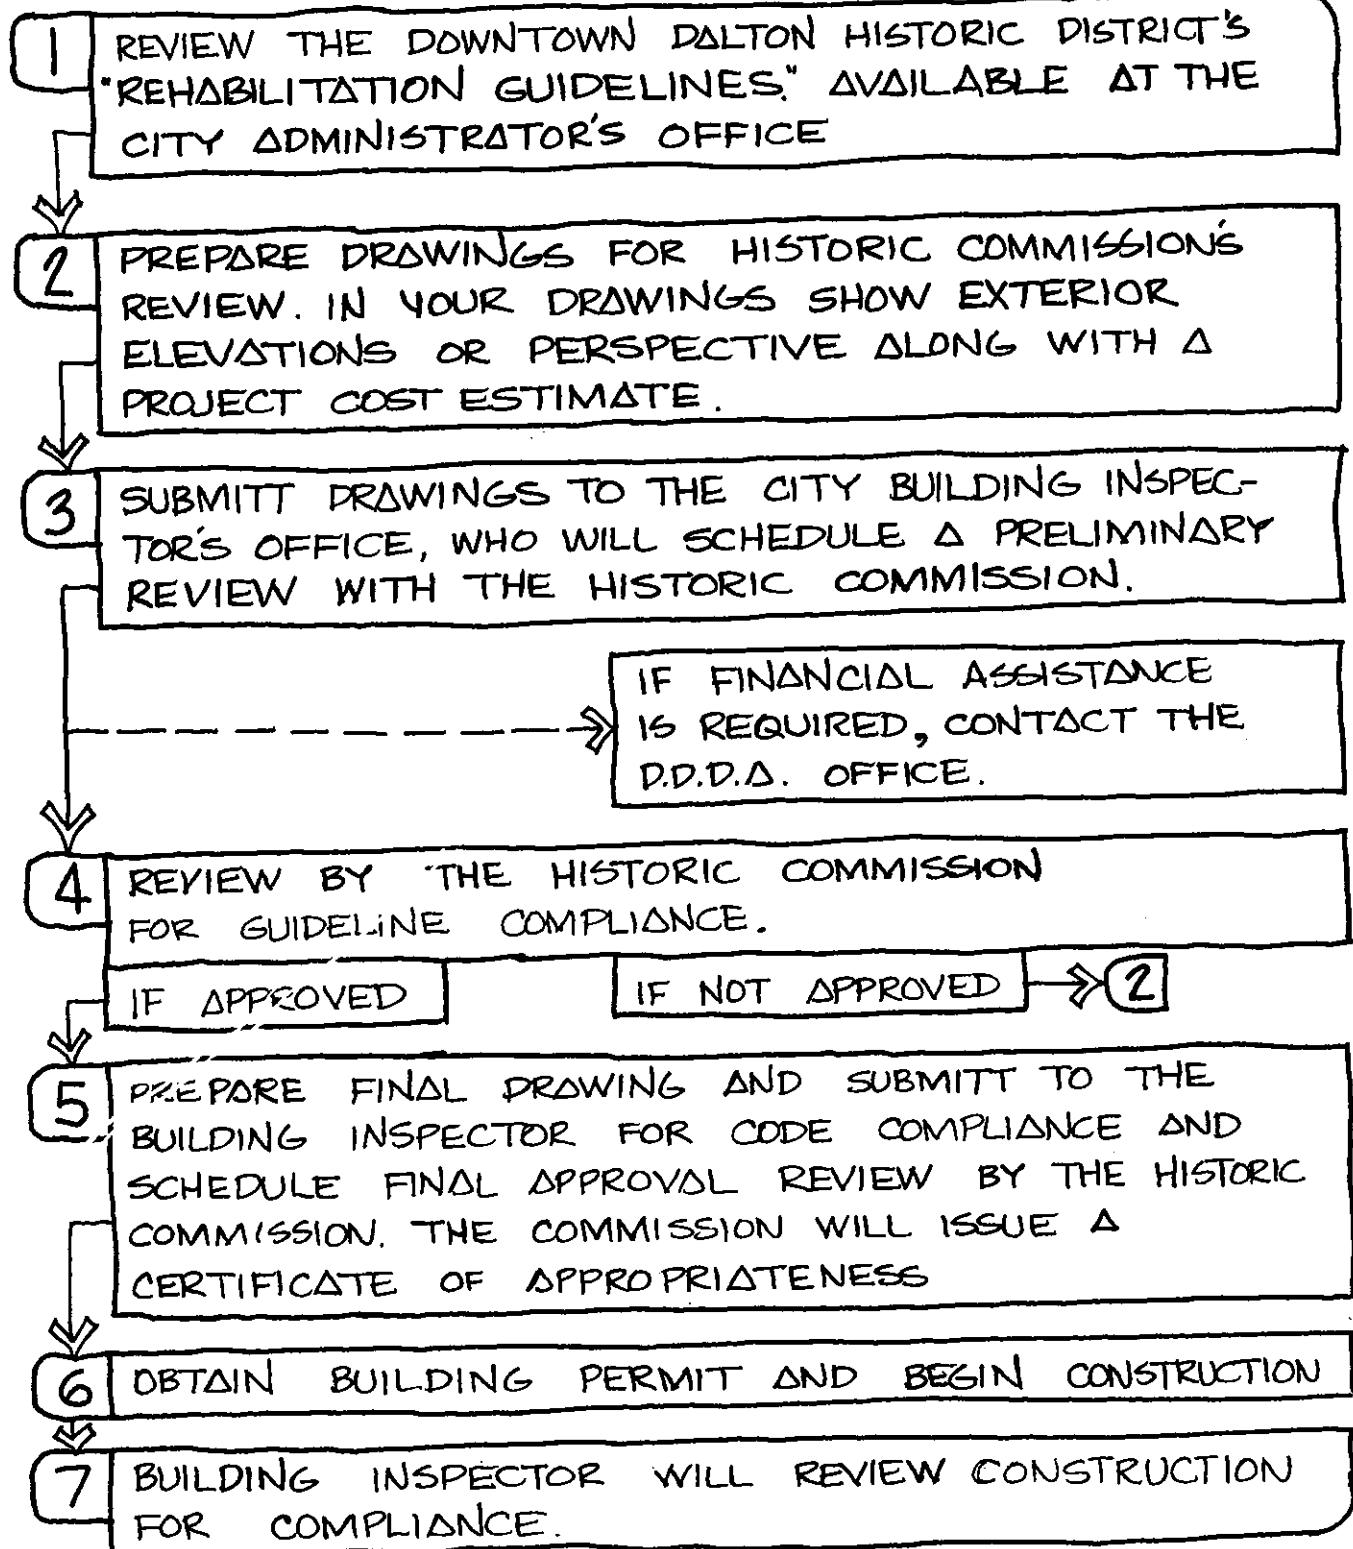 1 REVIEW THE DOWNTOWN DALTON HISTORIC DISTRICT'S
"REHABILITATION GUIDELINES." AVAILABLE AT THE
CITY ADMINISTRATOR'S OFFICE
2 PREPARE DRAWINGS FOR HISTORIC COMMISSION'S
REVIEW. IN YOUR DRAWINGS SHOW EXTERIOR
ELEVATIONS OR PERSPECTIVE ALONG WITH A
PROJECT COST ESTIMATE.
3 SUBMITT DRAWINGS TO THE CITY BUILDING INSPEC-
TOR'S OFFICE, WHO WILL SCHEDULE A PRELIMINARY
REVIEW WITH THE HISTORIC COMMISSION.
IF FINANCIAL ASSISTANCE
IS REQUIRED, CONTACT THE
D.D.D.A. OFFICE.
4 REVIEW BY THE HISTORIC COMMISSION
FOR GUIDELINE COMPLIANCE.
IF APPROVED
IF NOT APPROVED 2
5 PREPARE FINAL DRAWING AND SUBMITT TO THE
BUILDING INSPECTOR FOR CODE COMPLIANCE AND
SCHEDULE FINAL APPROVAL REVIEW BY THE HISTORIC
COMMISSION. THE COMMISSION WILL ISSUE A
CERTIFICATE OF APPROPRIATENESS
6 OBTAIN BUILDING PERMIT AND BEGIN CONSTRUCTION
7 BUILDING INSPECTOR WILL REVIEW CONSTRUCTION
FOR COMPLIANCE.